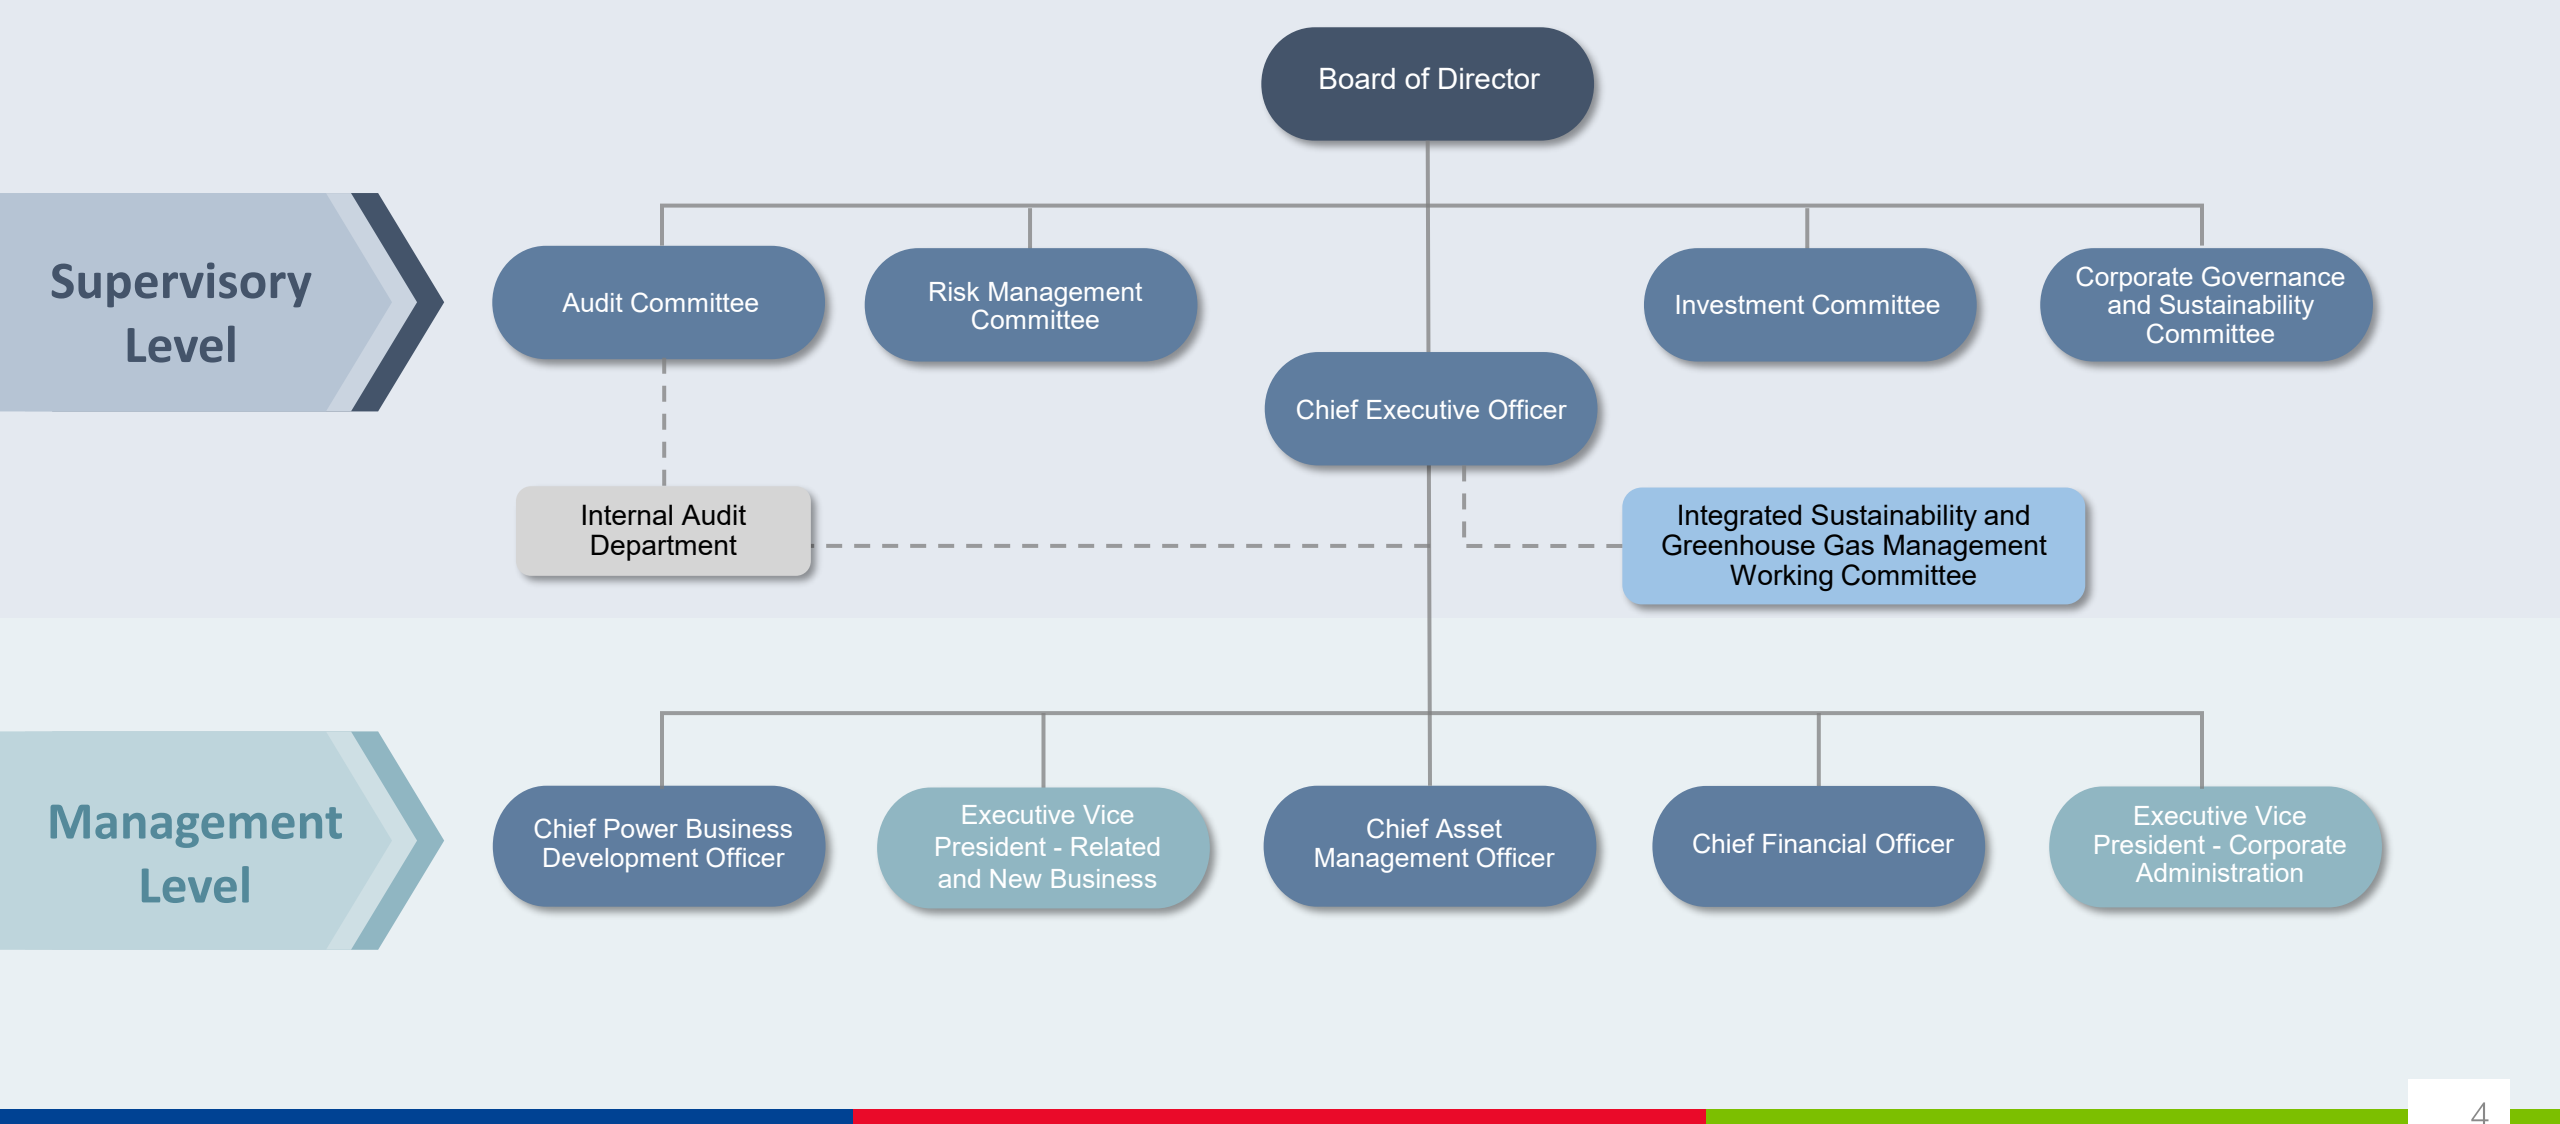 Board of Director
Supervisory
Level
Audit Committee
Risk Management
Committee
Investment Committee
Corporate Governance
and Sustainability
Committee
Chief Executive Officer
Internal Audit
Department
Integrated Sustainability and
Greenhouse Gas Management
Working Committee
Management
Level
Chief Power Business
Development Officer
Executive Vice
President - Related
and New Business
Chief Asset
Management Officer
Chief Financial Officer
Executive Vice
President - Corporate
Administration
4